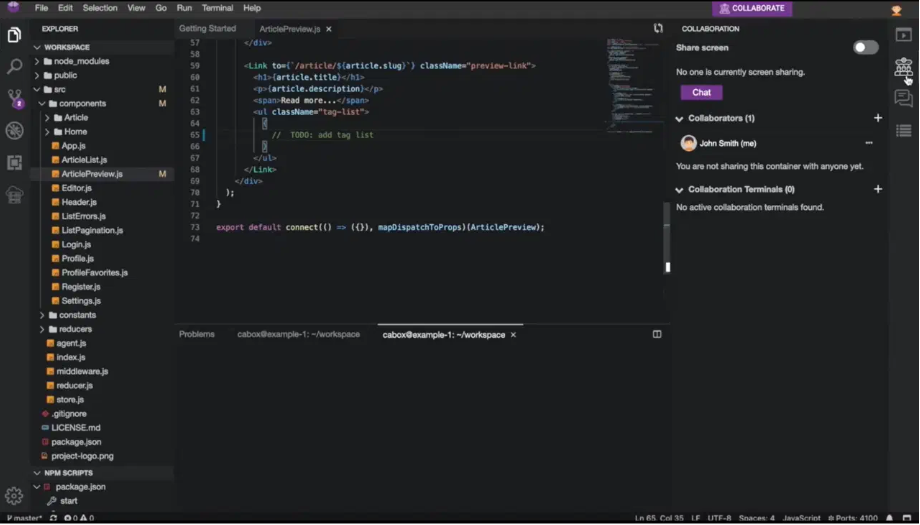 File Edit Selection View Go Run Terminal Help
COLLABORATE
EXPLORER
WORKSPACE
node_modules
public
src M
components
Article
Home
App.js
ArticleList.js
ArticlePreview.js M
Editor.js
Header.js
ListErrors.js
ListPagination.js
Login.js
Profile.js
ProfileFavorites.js
Register.js
Settings.js
constants
reducers
agent.js
index.js
middleware.js
reducer.js
store.js
.gitignore
LICENSE.md
package.json
project-logo.png
NPM SCRIPTS
package.json
start
2
Getting Started ArticlePreview.js ×
57 </div>
58
59 <Link to={`/article/${article.slug}`} className="preview-link">
60 <h1>{article.title}</h1>
61 <p>{article.description}</p>
62 <span>Read more...</span>
63 <ul className="tag-list">
64 {
65 // TODO: add tag list
66 }
67 </ul>
68 </Link>
69 </div>
70 );
71 }
72
73 export default connect(() => ({}), mapDispatchToProps)(ArticlePreview);
74
Problems cabox@example-1: ~/workspace cabox@example-1: ~/workspace ×
COLLABORATION
Share screen
No one is currently screen sharing.
Chat
Collaborators (1) +
John Smith (me) ...
You are not sharing this container with anyone yet.
Collaboration Terminals (0) +
No active collaboration terminals found.
master* 0 0 Ln 65, Col 35 LF UTF-8 Spaces: 4 JavaScript Ports: 4100